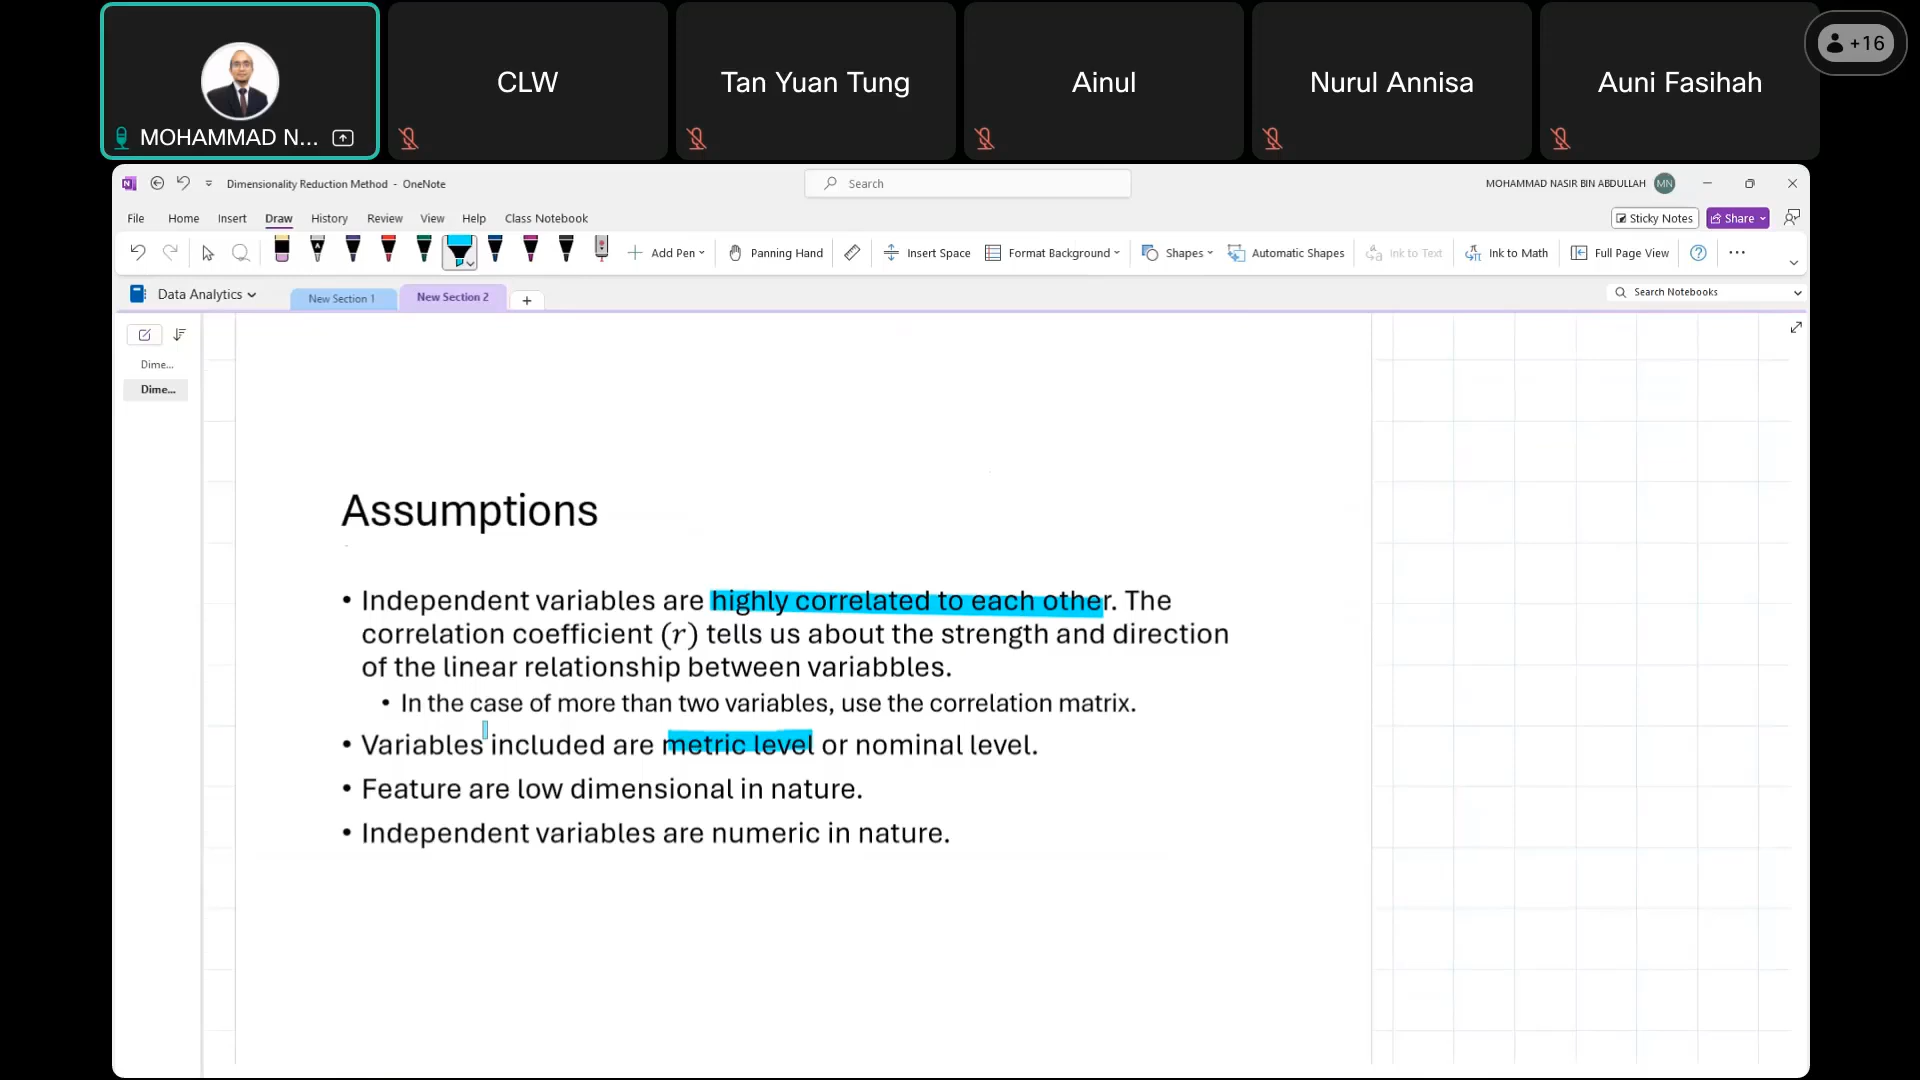 +16
CLW
Tan Yuan Tung
Ainul
Nurul Annisa
Auni Fasihah
MOHAMMAD N...
Dimensionality Reduction Method - OneNote
Search
MOHAMMAD NASIR BIN ABDULLAH
MN
File Home Insert Draw History Review View Help Class Notebook
Sticky Notes
Share
Add Pen
Panning Hand
Insert Space
Format Background
Shapes
Automatic Shapes
Ink to Text
Ink to Math
Full Page View
Data Analytics
New Section 1
New Section 2
Search Notebooks
Dime...
Dime...
Assumptions
• Independent variables are highly correlated to each other. The
correlation coefficient (r) tells us about the strength and direction
of the linear relationship between variabbles.
• In the case of more than two variables, use the correlation matrix.
• Variables included are metric level or nominal level.
• Feature are low dimensional in nature.
• Independent variables are numeric in nature.